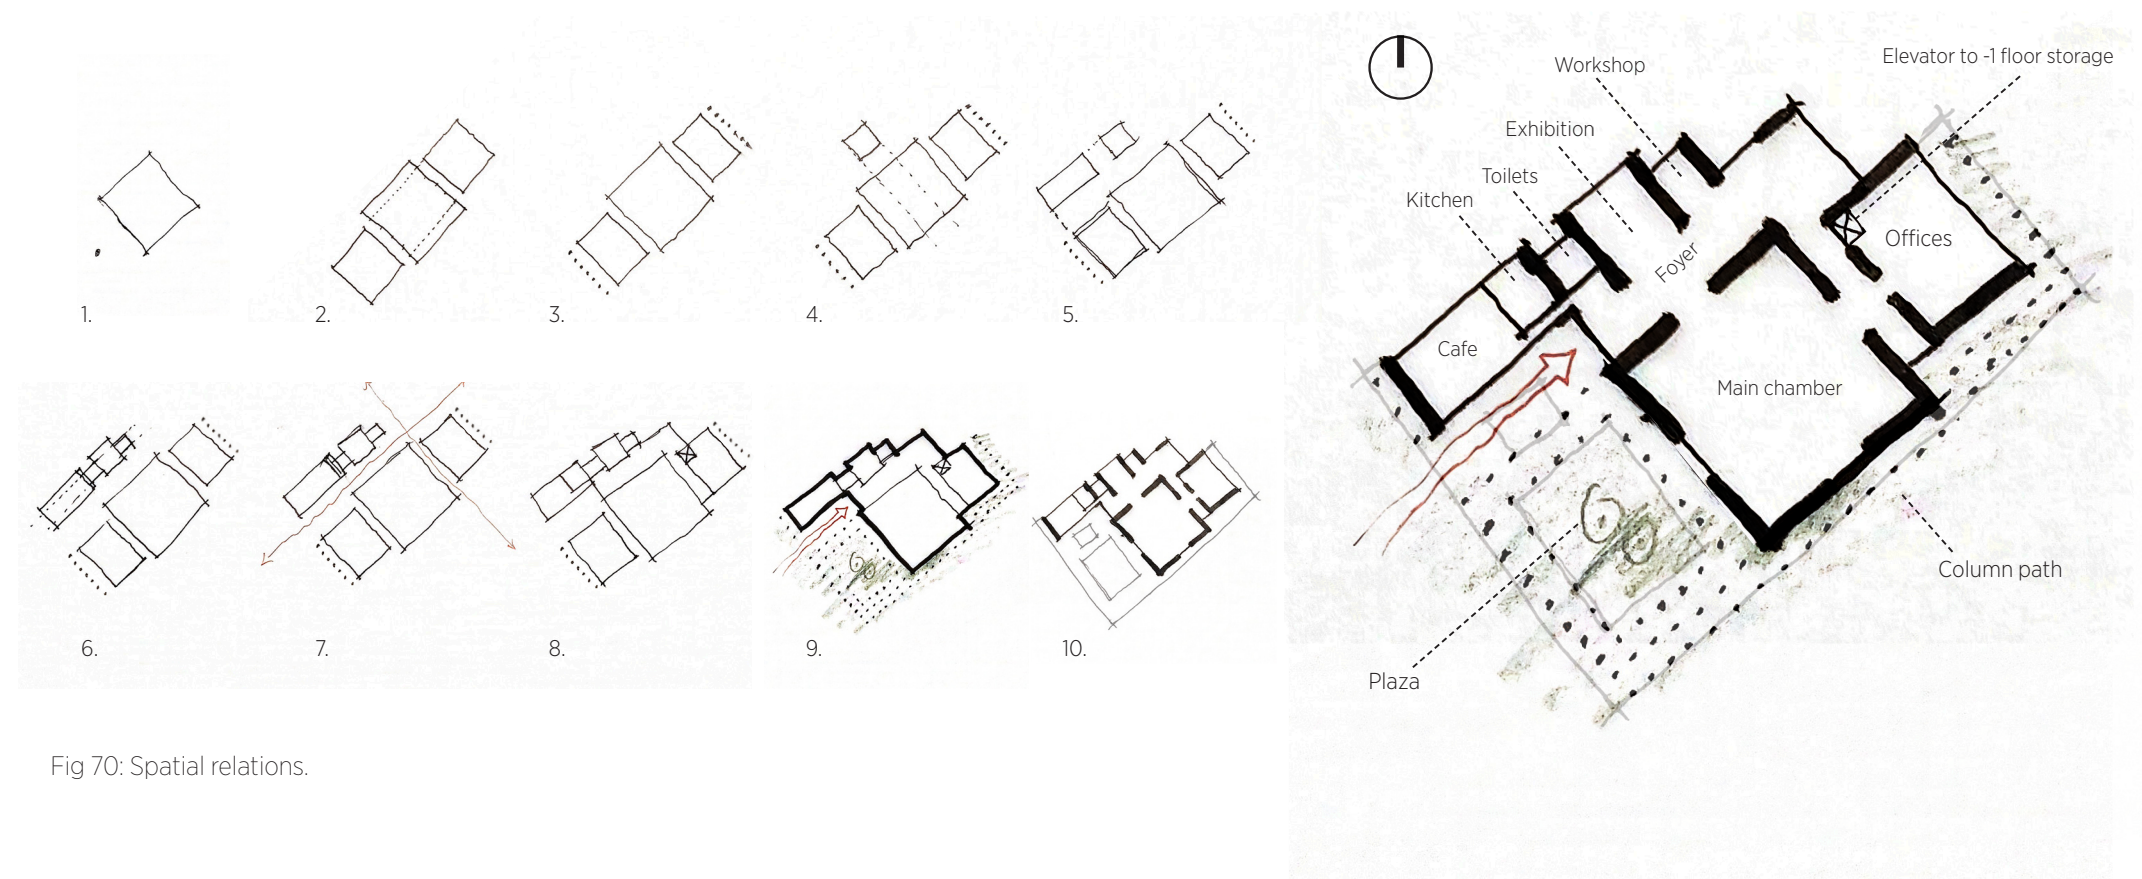 1.
2.
3.
4.
5.
6.
7.
8.
9.
10.
Fig 70: Spatial relations.
Elevator to -1 floor storage
Workshop
Exhibition
Toilets
Kitchen
Foyer
Offices
Cafe
Main chamber
Column path
Plaza